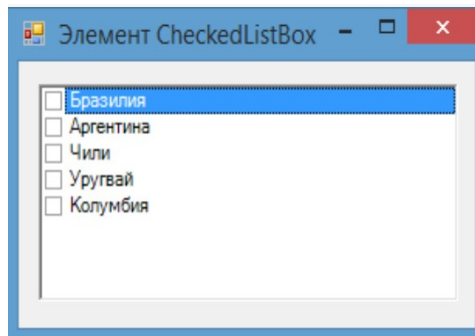 Элемент CheckedListBox
Бразилия
Аргентина
Чили
Уругвай
Колумбия